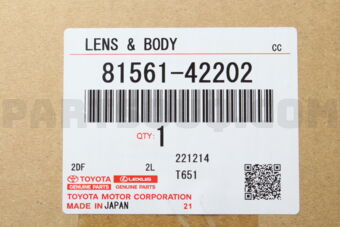 LENS & BODY CC
81561-42202
QTY: 1
221214
2DF 2L T651
TOYOTA LEXUS
GENUINE PARTS GENUINE PARTS
TOYOTA MOTOR CORPORATION
MADE IN JAPAN 21